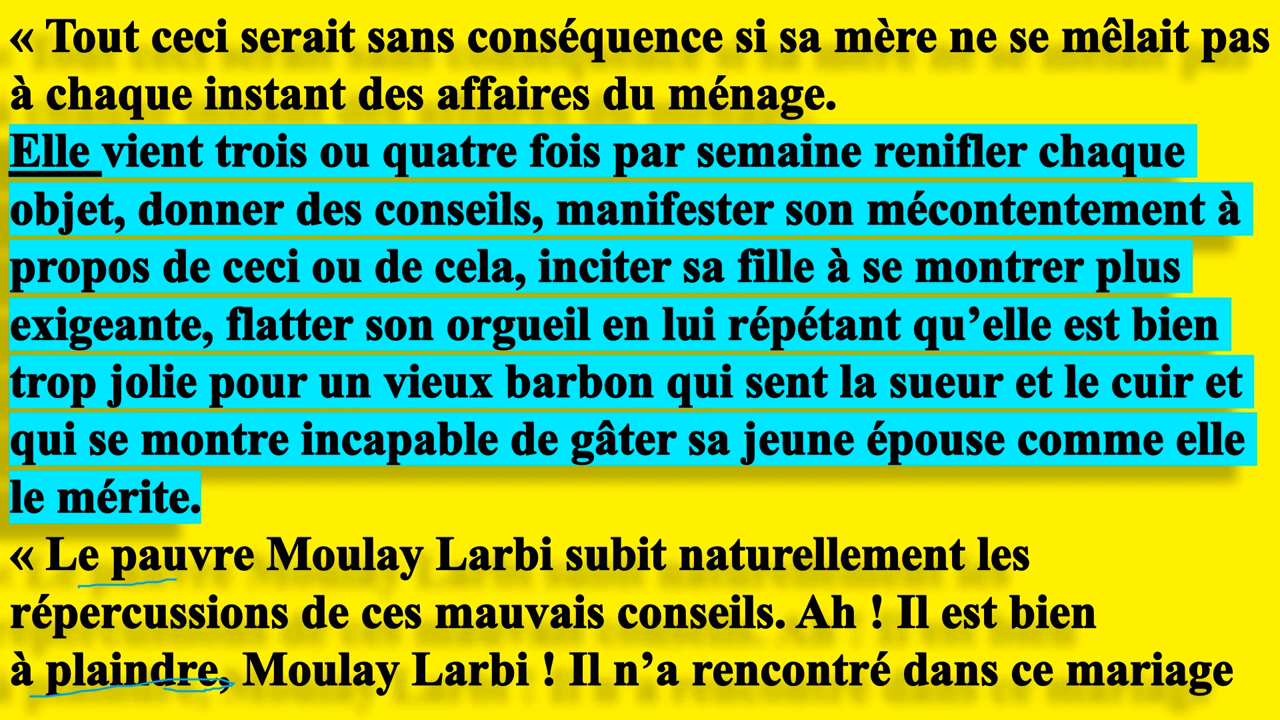 « Tout ceci serait sans conséquence si sa mère ne se mêlait pas
à chaque instant des affaires du ménage.
Elle vient trois ou quatre fois par semaine renifler chaque
objet, donner des conseils, manifester son mécontentement à
propos de ceci ou de cela, inciter sa fille à se montrer plus
exigeante, flatter son orgueil en lui répétant qu’elle est bien
trop jolie pour un vieux barbon qui sent la sueur et le cuir et
qui se montre incapable de gâter sa jeune épouse comme elle
le mérite.
« Le pauvre Moulay Larbi subit naturellement les
répercussions de ces mauvais conseils. Ah ! Il est bien
à plaindre, Moulay Larbi ! Il n’a rencontré dans ce mariage